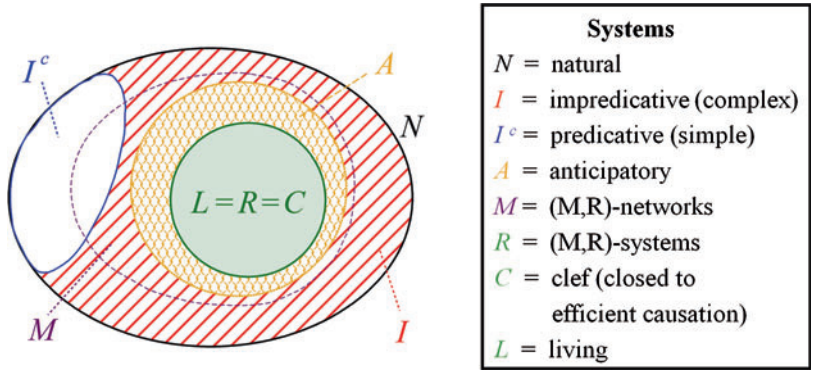 I^c
A
N
L = R = C
M
I
Systems
N = natural
I = impredicative (complex)
I^c = predicative (simple)
A = anticipatory
M = (M,R)-networks
R = (M,R)-systems
C = clef (closed to
efficient causation)
L = living